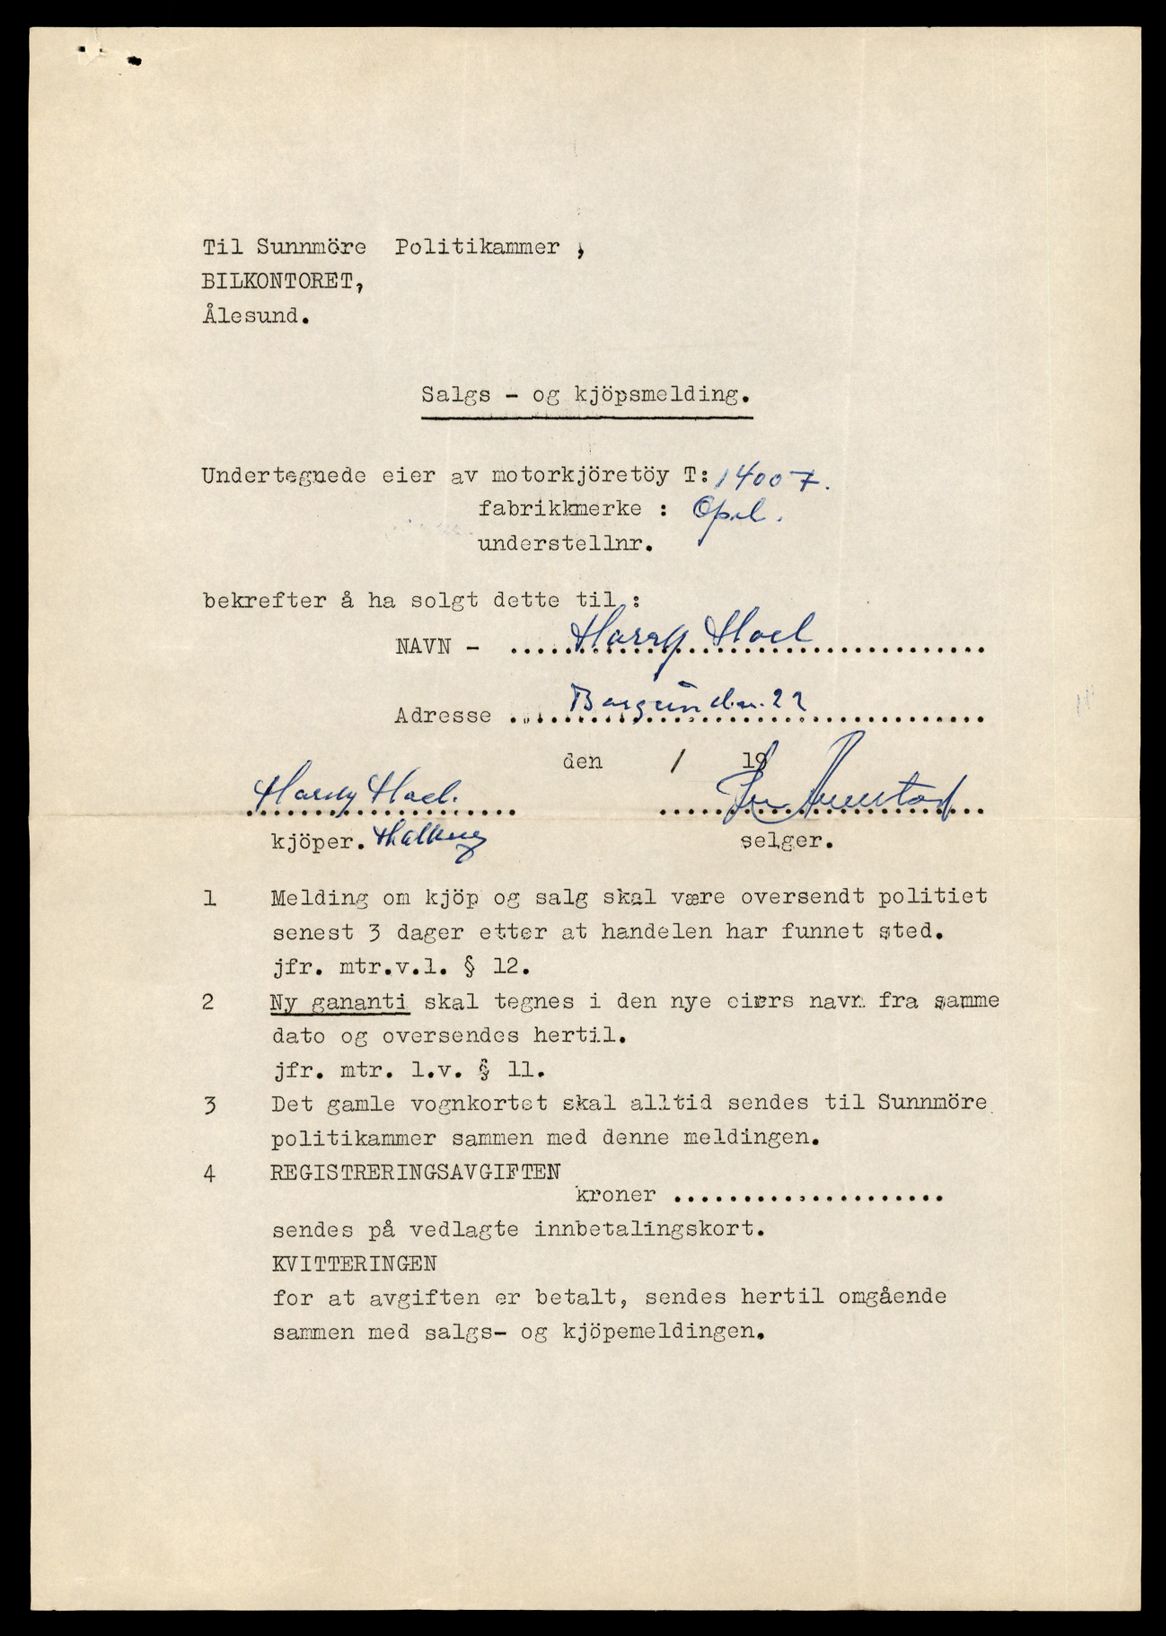 Til Sunnmöre Politikammer ,
BILKONTORET,
Ålesund.
Salgs - og kjöpsmelding.
Undertegnede eier av motorkjöretöy T: 14007.
fabrikkmerke : Opel.
understellnr.
bekrefter å ha solgt dette til :
NAVN - Harry Hoel
Adresse 22
den / 19
Harry Hoel.
kjöper. selger.
1 Melding om kjöp og salg skal være oversendt politiet
senest 3 dager etter at handelen har funnet sted.
jfr. mtr.v.l. § 12.
2 Ny gananti skal tegnes i den nye eiers navn fra samme
dato og oversendes hertil.
jfr. mtr. l.v. § 11.
3 Det gamle vognkortet skal alltid sendes til Sunnmöre
politikammer sammen med denne meldingen.
4 REGISTRERINGSAVGIFTEN
kroner ....................
sendes på vedlagte innbetalingskort.
KVITTERINGEN
for at avgiften er betalt, sendes hertil omgående
sammen med salgs- og kjöpemeldingen.